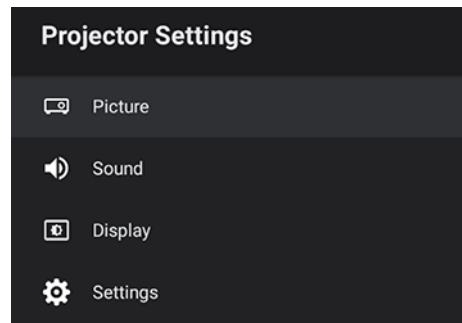 Projector Settings
Picture
Sound
Display
Settings